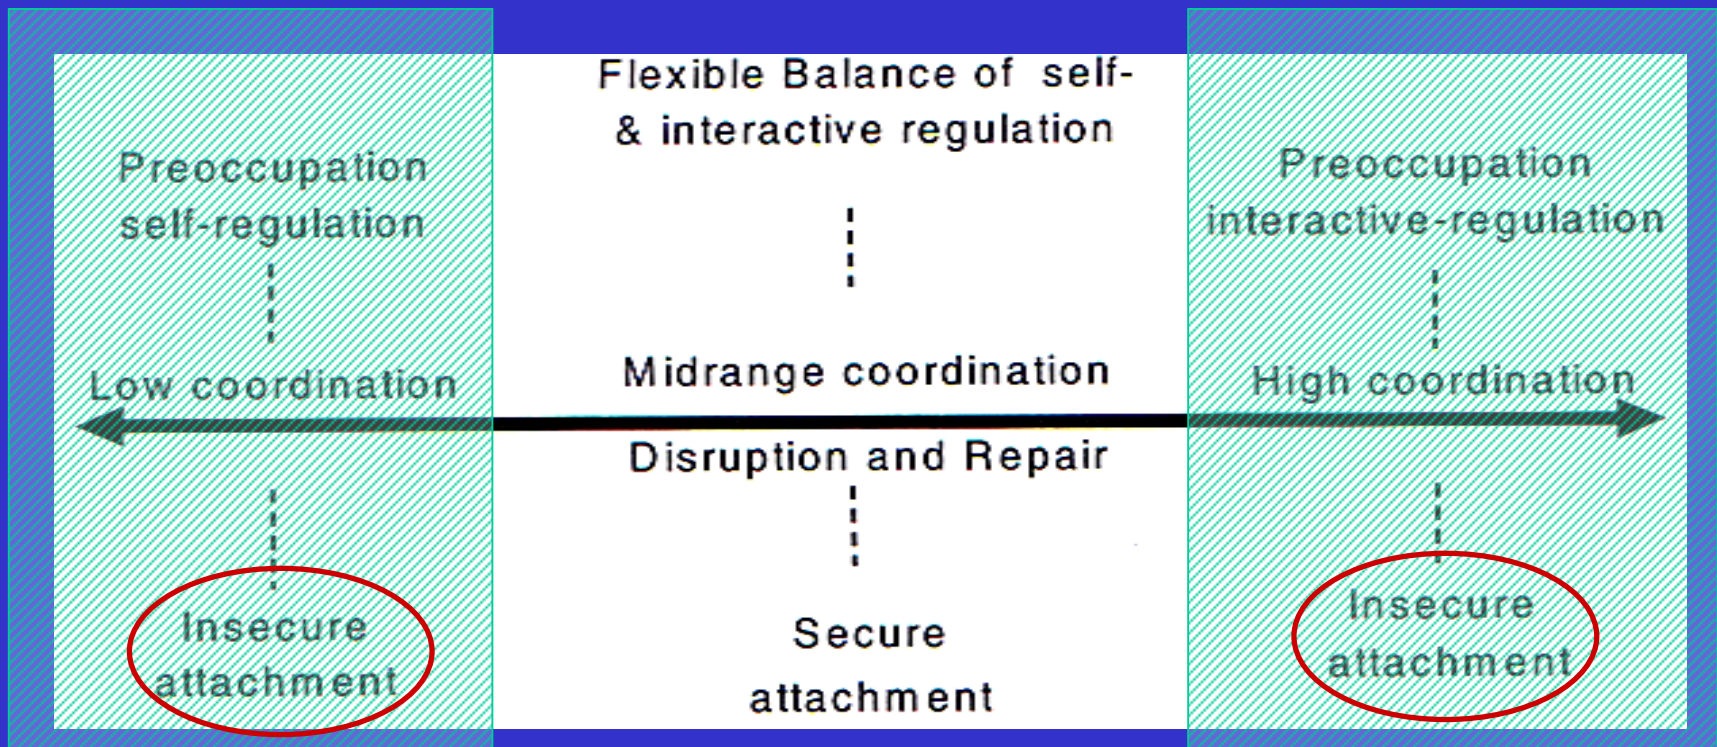 Preoccupation
self-regulation
Low coordination
Insecure
attachment
Flexible Balance of self-
& interactive regulation
Midrange coordination
Disruption and Repair
Secure
attachment
Preoccupation
interactive-regulation
High coordination
Insecure
attachment